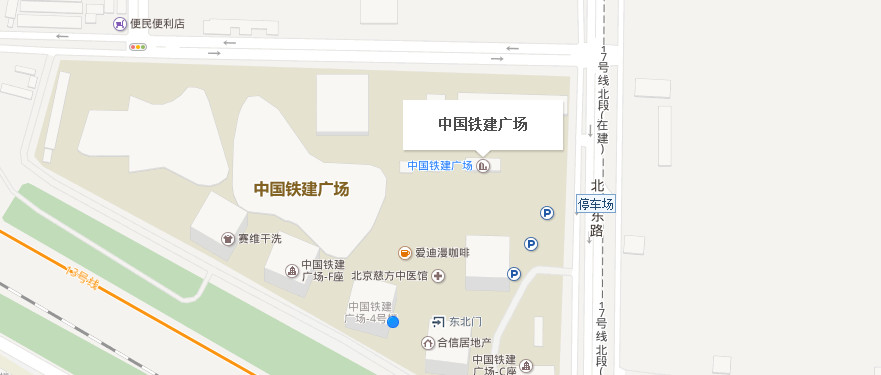 便民便利店
17号线北段(在建)
中国铁建广场
中国铁建广场
中国铁建广场
停车场
赛维干洗
爱迪漫咖啡
中国铁建
广场-F座
北京慈方中医馆
13号线
中国铁建
广场-4号
东北门
17号线北段(
合信居地产
中国铁建
广场-C座
北
东路